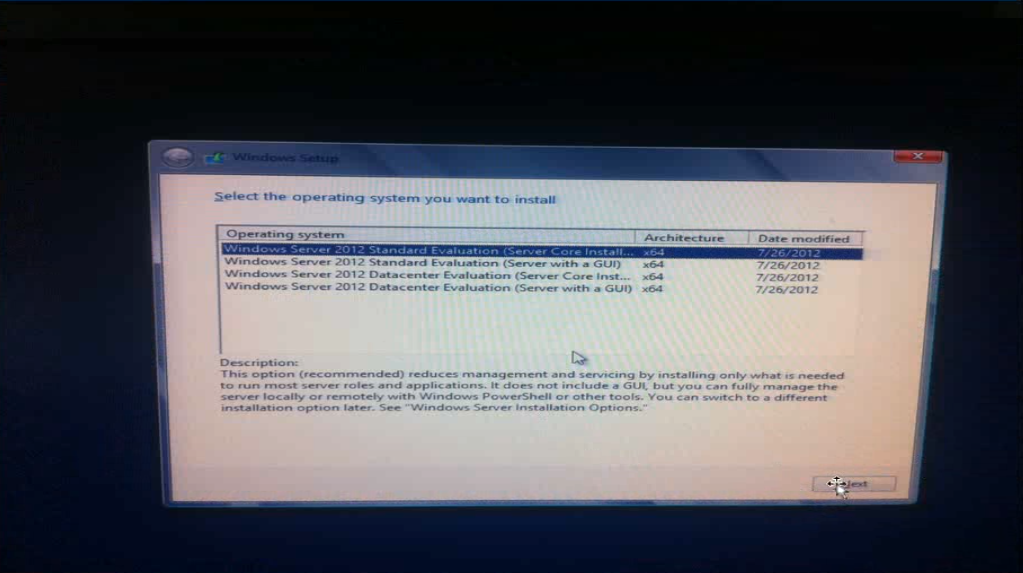 Windows Setup
Select the operating system you want to install
Operating system Architecture Date modified
Windows Server 2012 Standard Evaluation (Server Core Install... x64 7/26/2012
Windows Server 2012 Standard Evaluation (Server with a GUI) x64 7/26/2012
Windows Server 2012 Datacenter Evaluation (Server Core Inst... x64 7/26/2012
Windows Server 2012 Datacenter Evaluation (Server with a GUI) x64 7/26/2012
Description:
This option (recommended) reduces management and servicing by installing only what is needed
to run most server roles and applications. It does not include a GUI, but you can fully manage the
server locally or remotely with Windows PowerShell or other tools. You can switch to a different
installation option later. See "Windows Server Installation Options."
Next